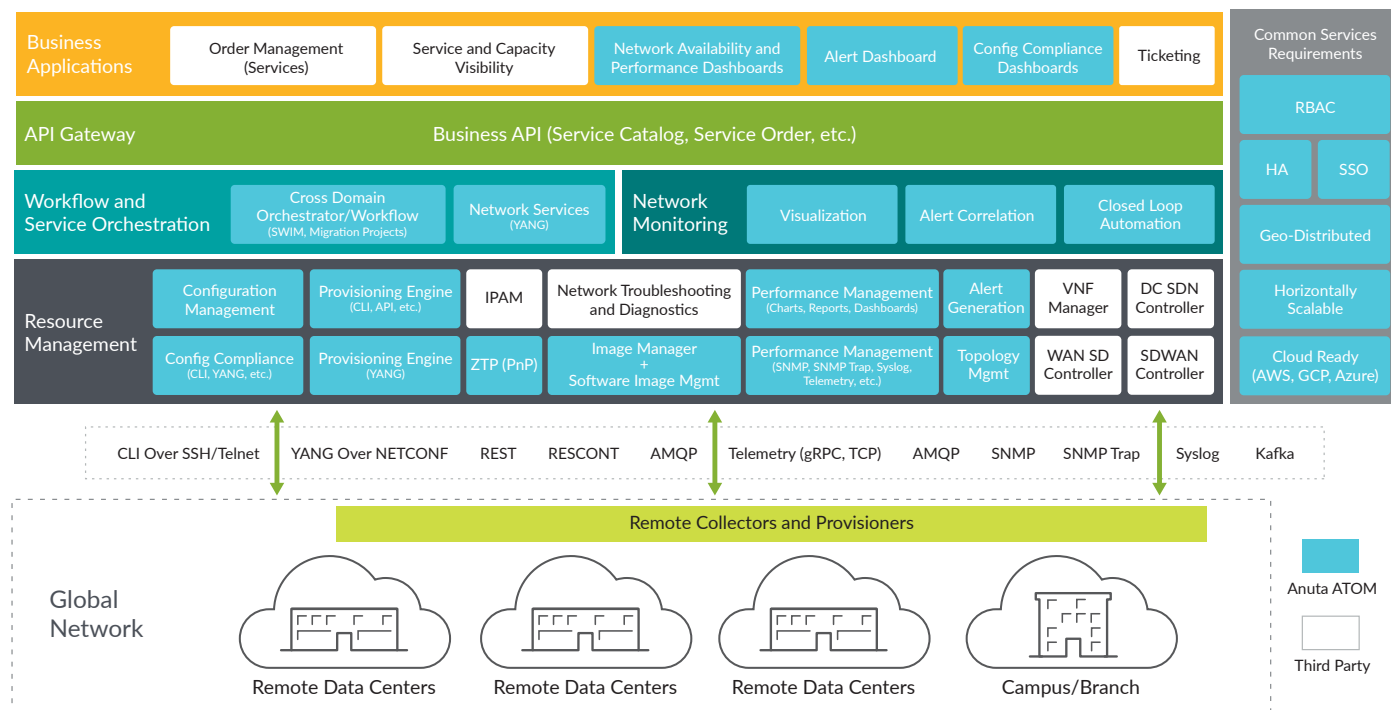 Business
Applications
Order Management
(Services)
Service and Capacity
Visibility
Network Availability and
Performance Dashboards
Alert Dashboard
Config Compliance
Dashboards
Ticketing
Common Services
Requirements
RBAC
HA
SSO
Geo-Distributed
Horizontally
Scalable
Cloud Ready
(AWS, GCP, Azure)
API Gateway
Business API (Service Catalog, Service Order, etc.)
Workflow and
Service Orchestration
Cross Domain
Orchestrator/Workflow
(SWIM, Migration Projects)
Network Services
(YANG)
Network
Monitoring
Visualization
Alert Correlation
Closed Loop
Automation
Resource
Management
Configuration
Management
Provisioning Engine
(CLI, API, etc.)
IPAM
Network Troubleshooting
and Diagnostics
Performance Management
(Charts, Reports, Dashboards)
Alert
Generation
VNF
Manager
DC SDN
Controller
Config Compliance
(CLI, YANG, etc.)
Provisioning Engine
(YANG)
ZTP (PnP)
Image Manager
+
Software Image Mgmt
Performance Management
(SNMP, SNMP Trap, Syslog,
Telemetry, etc.)
Topology
Mgmt
WAN SD
Controller
SDWAN
Controller
CLI Over SSH/Telnet
YANG Over NETCONF
REST
RESCONT
AMQP
Telemetry (gRPC, TCP)
AMQP
SNMP
SNMP Trap
Syslog
Kafka
Remote Collectors and Provisioners
Global
Network
Remote Data Centers
Remote Data Centers
Remote Data Centers
Campus/Branch
Anuta ATOM
Third Party